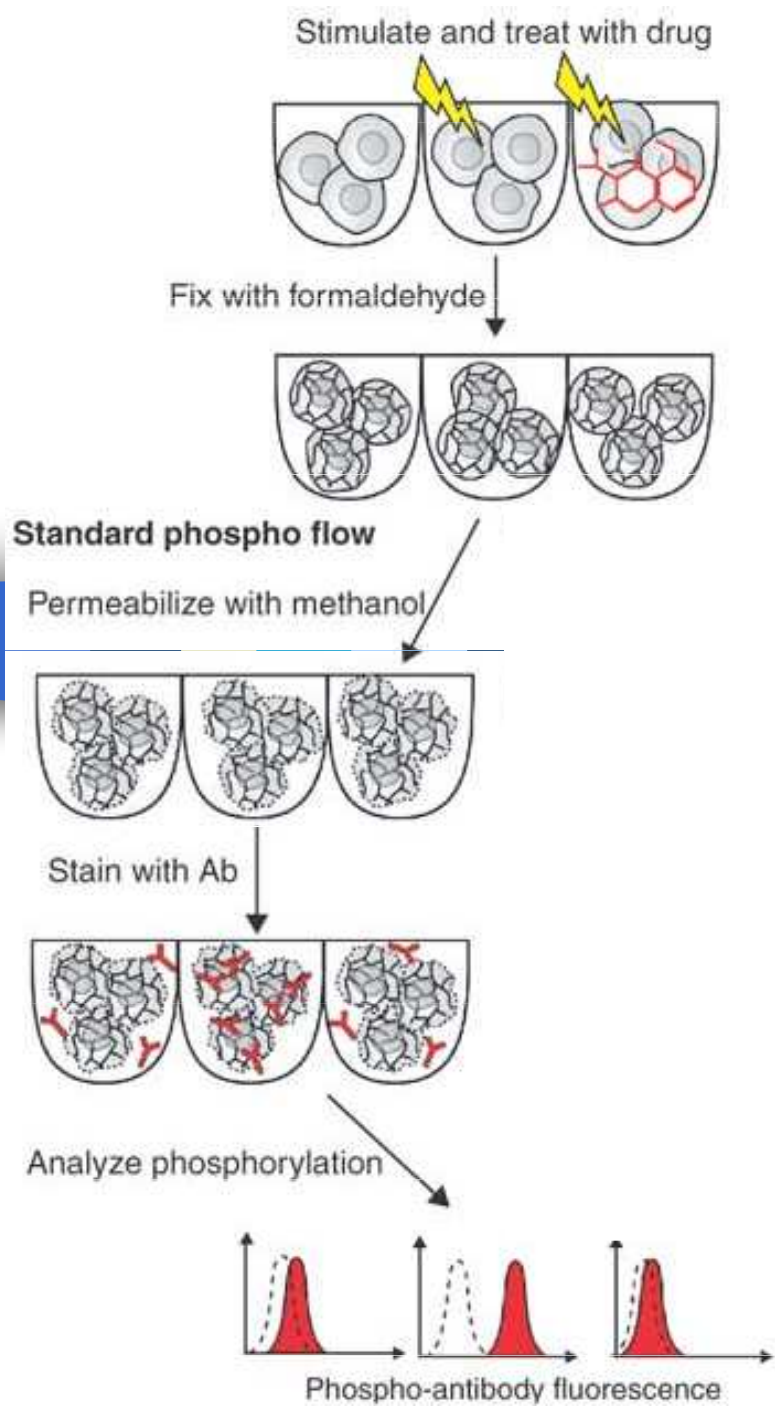 Stimulate and treat with drug
Fix with formaldehyde
Standard phospho flow
Permeabilize with methanol
Stain with Ab
Analyze phosphorylation
Phospho-antibody fluorescence